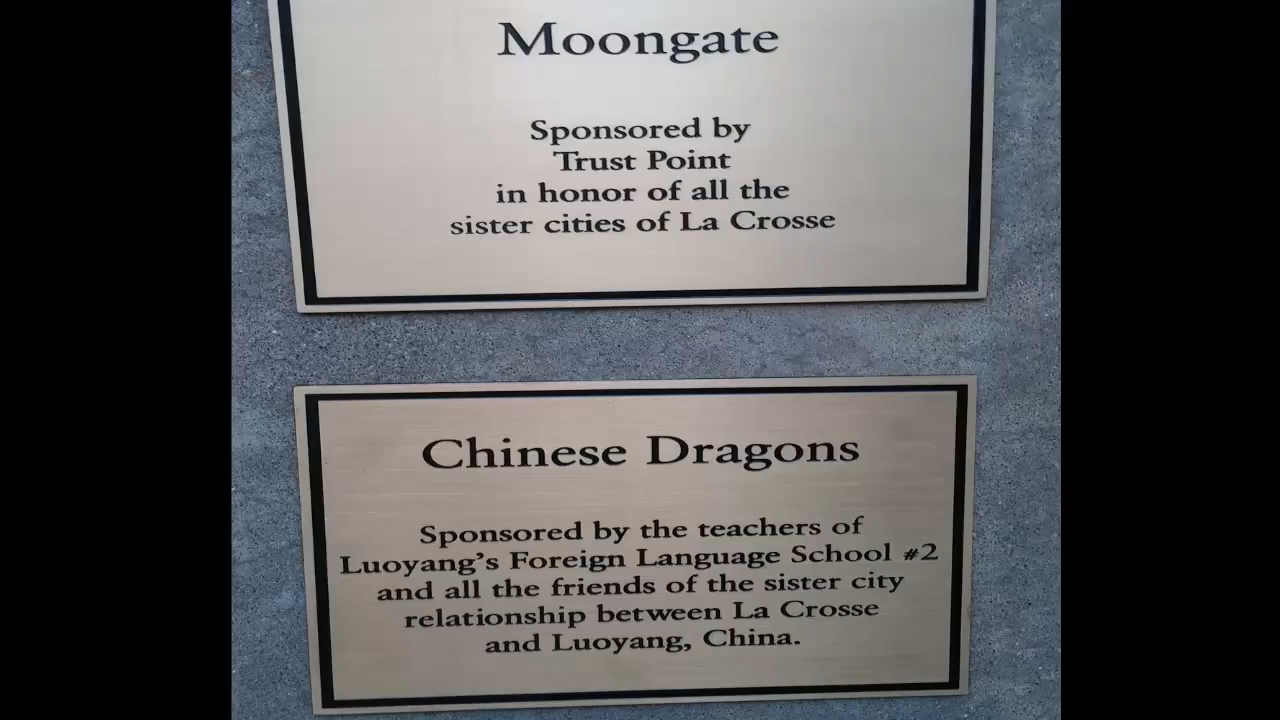 Moongate
Sponsored by
Trust Point
in honor of all the
sister cities of La Crosse
Chinese Dragons
Sponsored by the teachers of
Luoyang's Foreign Language School #2
and all the friends of the sister city
relationship between La Crosse
and Luoyang, China.